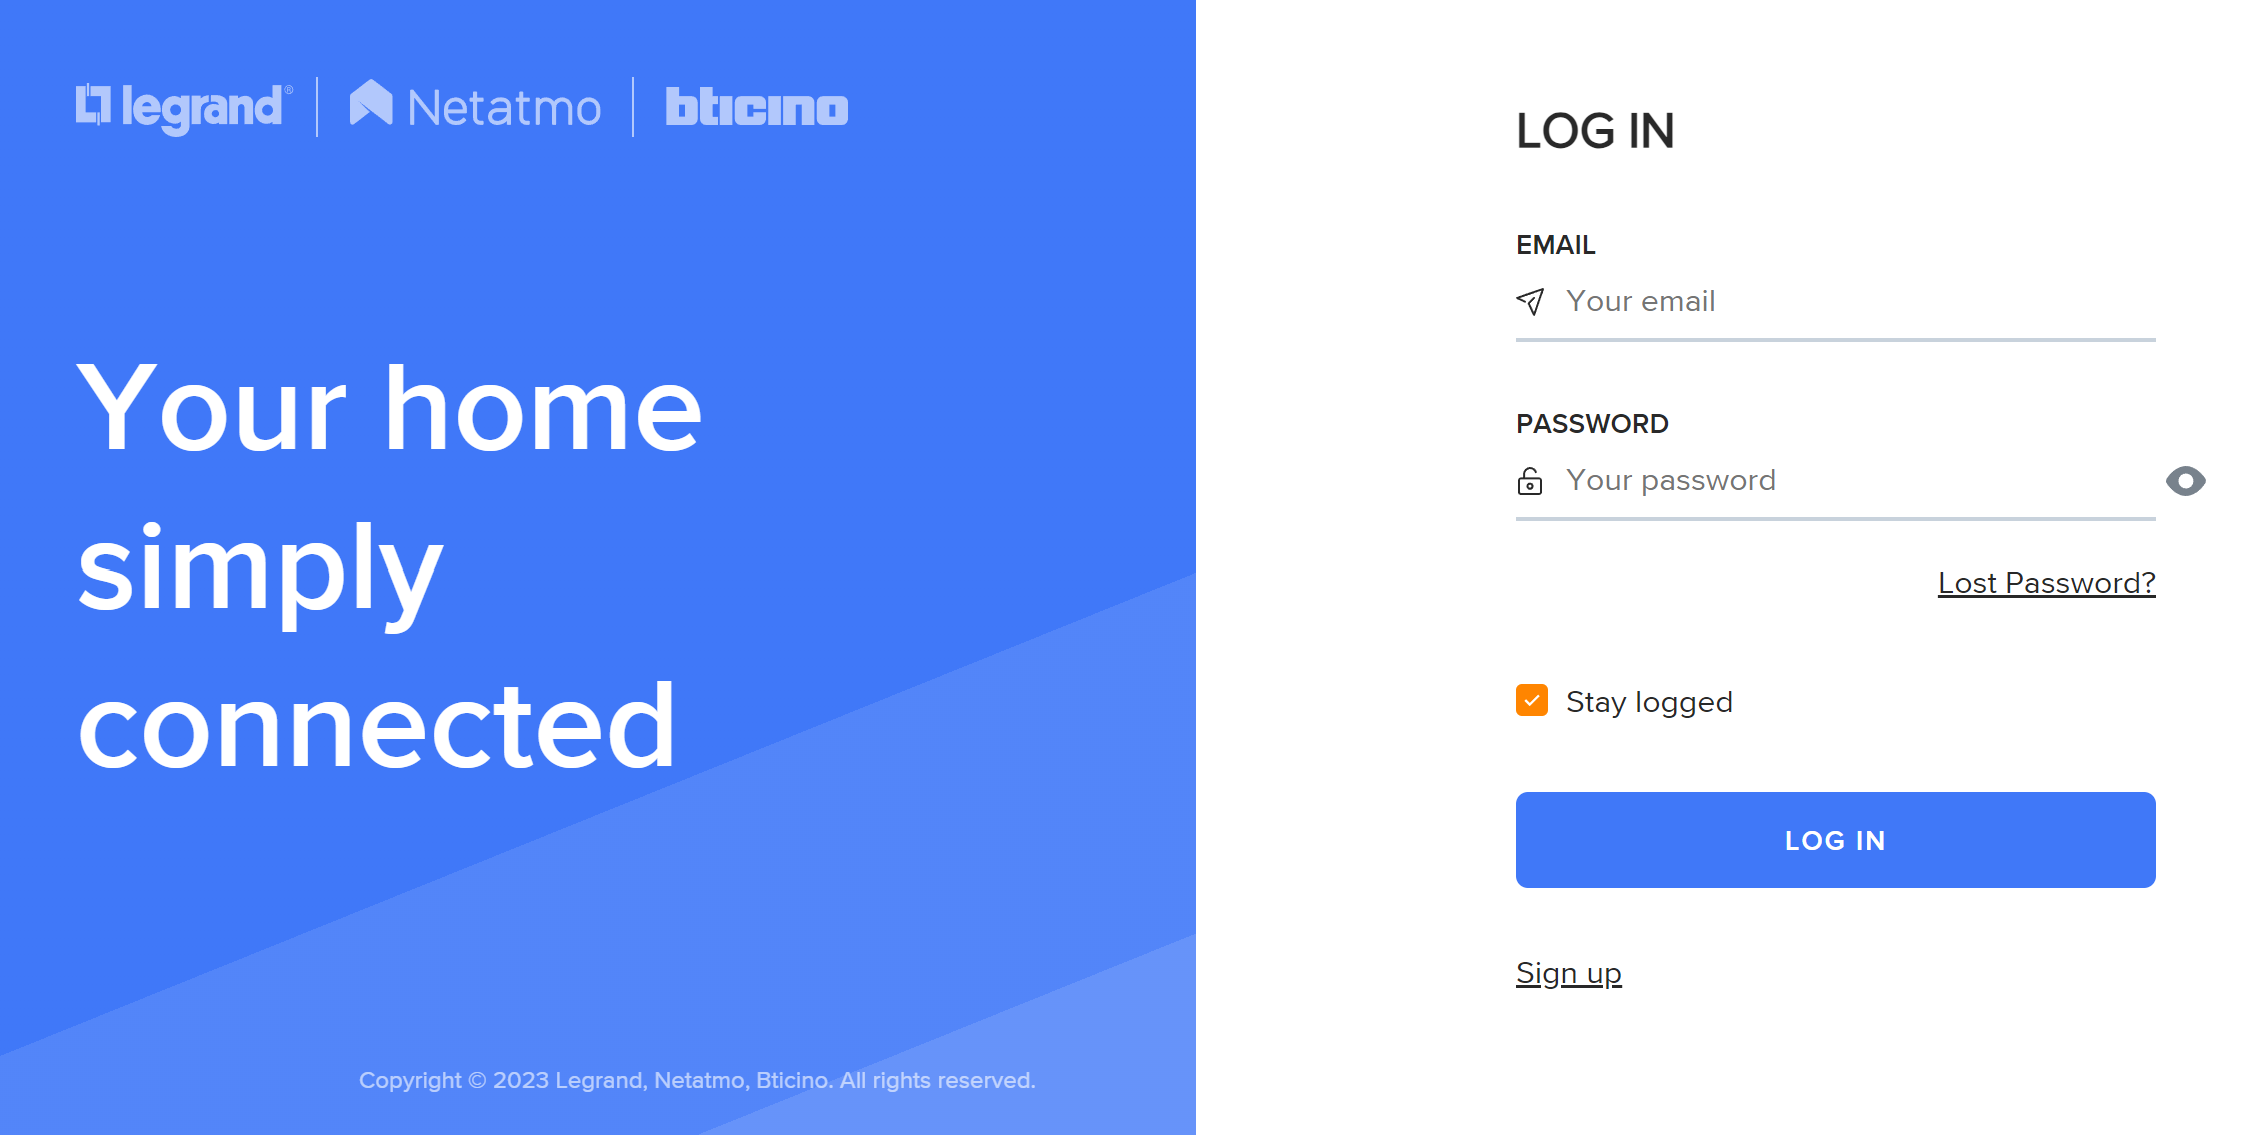 legrand®
Netatmo
bticino
Your home
simply
connected
Copyright © 2023 Legrand, Netatmo, Bticino. All rights reserved.
LOG IN
EMAIL
Your email
PASSWORD
Your password
Lost Password?
Stay logged
LOG IN
Sign up